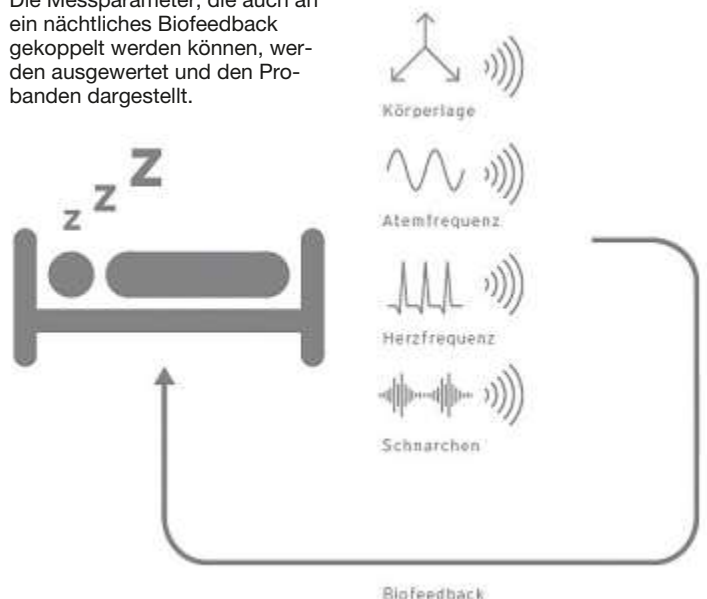 Die Messparameter, die auch an
ein nächtliches Biofeedback
gekoppelt werden können, wer-
den ausgewertet und den Pro-
banden dargestellt.
z z Z
Körperlage
Atemfrequenz
Herzfrequenz
Schnarchen
Biofeedback